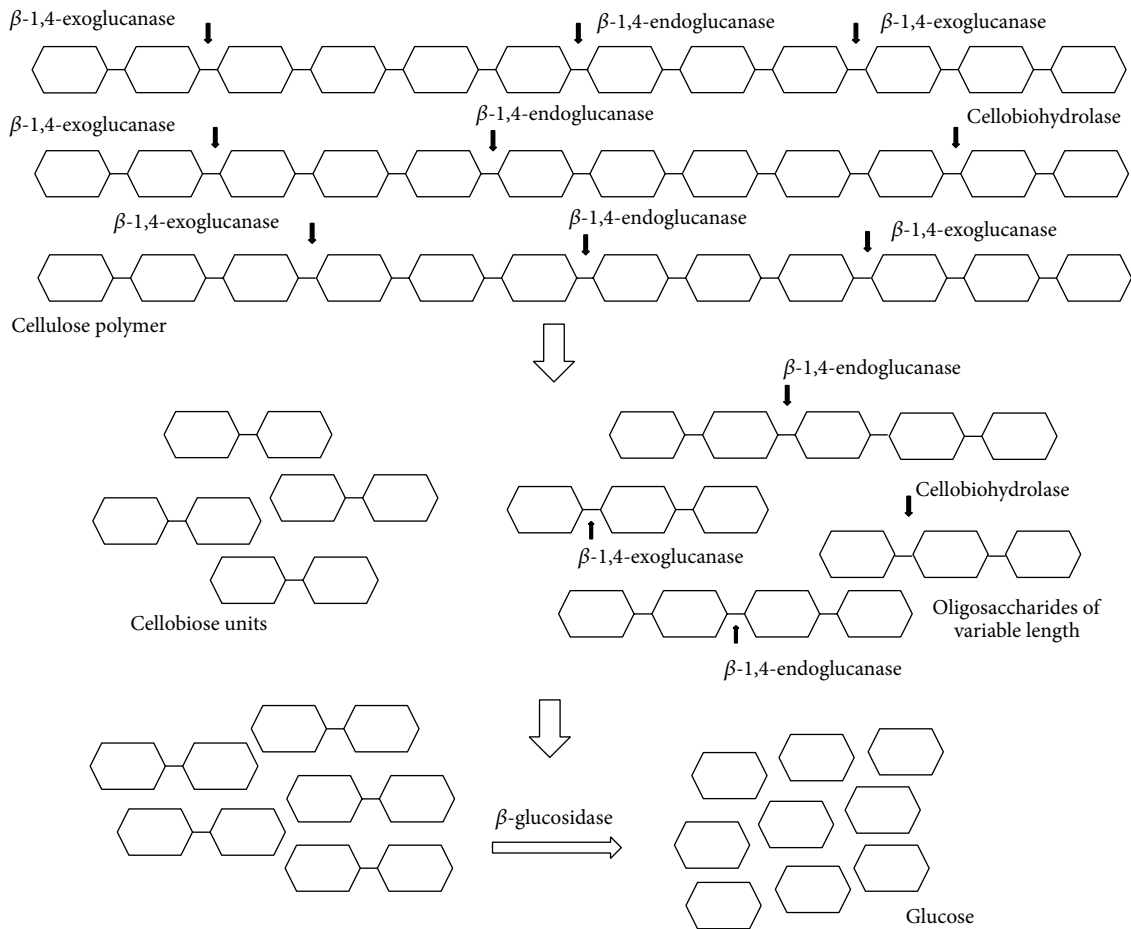 β-1,4-exoglucanase
β-1,4-endoglucanase
β-1,4-exoglucanase
β-1,4-exoglucanase
β-1,4-endoglucanase
Cellobiohydrolase
β-1,4-exoglucanase
β-1,4-endoglucanase
β-1,4-exoglucanase
Cellulose polymer
β-1,4-endoglucanase
Cellobiohydrolase
β-1,4-exoglucanase
Cellobiose units
Oligosaccharides of
variable length
β-1,4-endoglucanase
β-glucosidase
Glucose